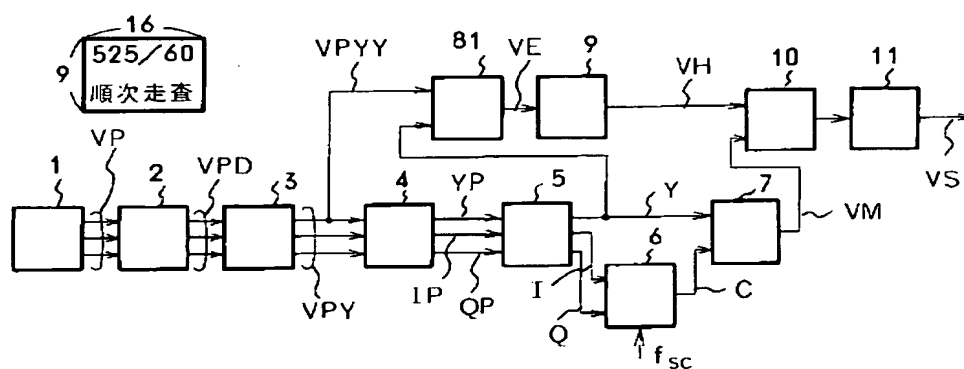 16
9
525/60
順次走査
VPYY
81
VE
9
VH
10
11
VS
VP
VPD
1
2
3
4
YP
5
Y
7
VM
IP
QP
VPY
I
Q
6
C
fsc